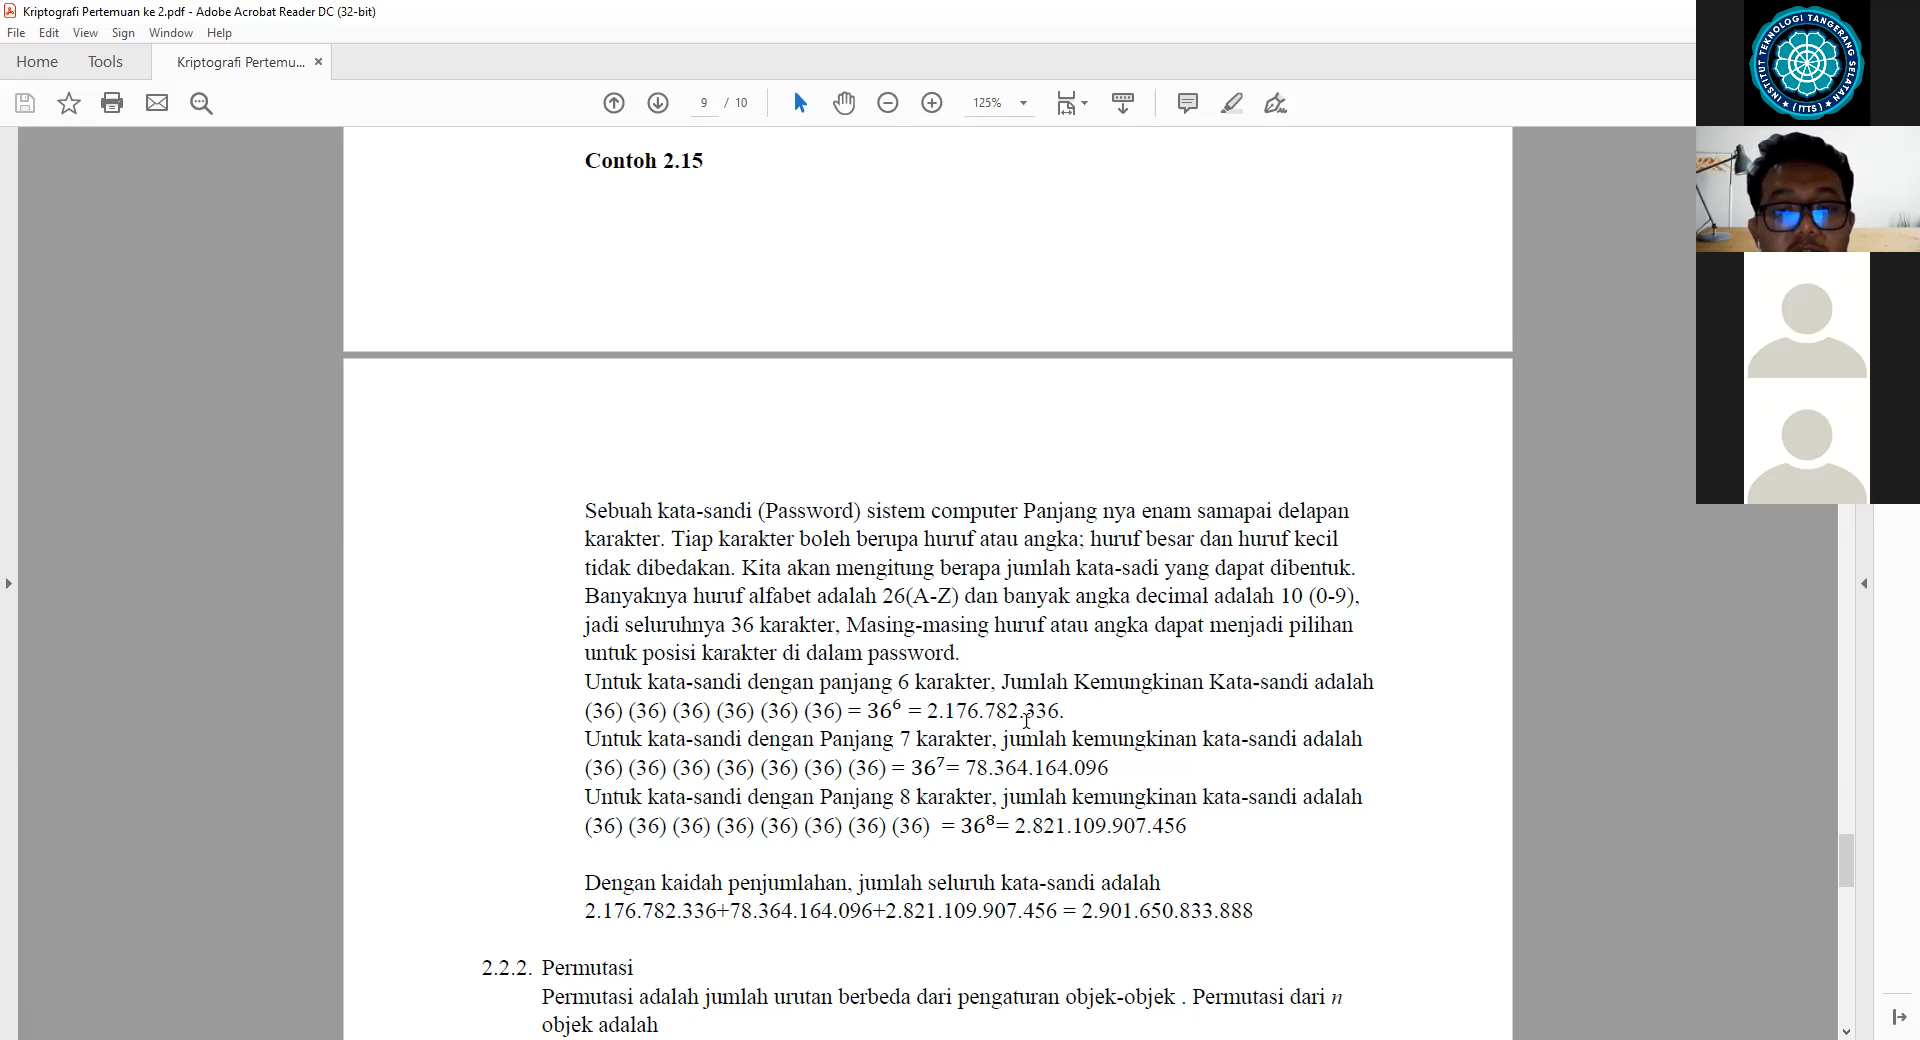 Kriptografi Pertemuan ke 2.pdf - Adobe Acrobat Reader DC (32-bit)
File Edit View Sign Window Help
Home Tools Kriptografi Pertemu... ×
9 / 10 125%
INSTITUT TEKNOLOGI TANGERANG SELATAN
( ITTS )
Contoh 2.15
Sebuah kata-sandi (Password) sistem computer Panjang nya enam samapai delapan
karakter. Tiap karakter boleh berupa huruf atau angka; huruf besar dan huruf kecil
tidak dibedakan. Kita akan mengitung berapa jumlah kata-sadi yang dapat dibentuk.
Banyaknya huruf alfabet adalah 26(A-Z) dan banyak angka decimal adalah 10 (0-9),
jadi seluruhnya 36 karakter, Masing-masing huruf atau angka dapat menjadi pilihan
untuk posisi karakter di dalam password.
Untuk kata-sandi dengan panjang 6 karakter, Jumlah Kemungkinan Kata-sandi adalah
(36) (36) (36) (36) (36) (36) = 36⁶ = 2.176.782.336.
Untuk kata-sandi dengan Panjang 7 karakter, jumlah kemungkinan kata-sandi adalah
(36) (36) (36) (36) (36) (36) (36) = 36⁷= 78.364.164.096
Untuk kata-sandi dengan Panjang 8 karakter, jumlah kemungkinan kata-sandi adalah
(36) (36) (36) (36) (36) (36) (36) (36) = 36⁸= 2.821.109.907.456
Dengan kaidah penjumlahan, jumlah seluruh kata-sandi adalah
2.176.782.336+78.364.164.096+2.821.109.907.456 = 2.901.650.833.888
2.2.2. Permutasi
Permutasi adalah jumlah urutan berbeda dari pengaturan objek-objek . Permutasi dari n
objek adalah